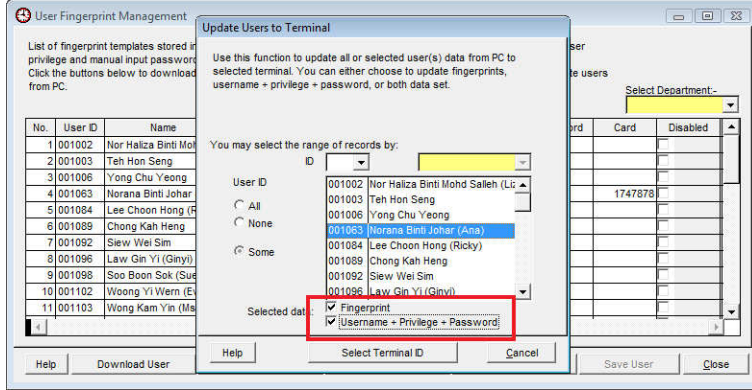 User Fingerprint Management
List of fingerprint templates stored in
privilege and manual input password
Click the buttons below to download
from PC.
ser
te users
Select Department:-
No. User ID Name ord Card Disabled
1 001002 Nor Haliza Binti Moh
2 001003 Teh Hon Seng
3 001006 Yong Chu Yeong
4 001063 Norana Binti Johar 1747878
5 001084 Lee Choon Hong (R
6 001089 Chong Kah Heng
7 001092 Siew Wei Sim
8 001096 Law Gin Yi (Ginyi)
9 001098 Soo Boon Sok (Sue
10 001102 Woong Yi Wern (Ev
11 001103 Wong Kam Yin (Ms
Help Download User Save User Close
Update Users to Terminal
Use this function to update all or selected user(s) data from PC to
selected terminal. You can either choose to update fingerprints,
username + privilege + password, or both data set.
You may select the range of records by:
ID
User ID
All
None
Some
001002 Nor Haliza Binti Mohd Salleh (Liz
001003 Teh Hon Seng
001006 Yong Chu Yeong
001063 Norana Binti Johar (Ana)
001084 Lee Choon Hong (Ricky)
001089 Chong Kah Heng
001092 Siew Wei Sim
001096 Law Gin Yi (Ginyi)
Selected data: Fingerprint
Username + Privilege + Password
Help Select Terminal ID Cancel